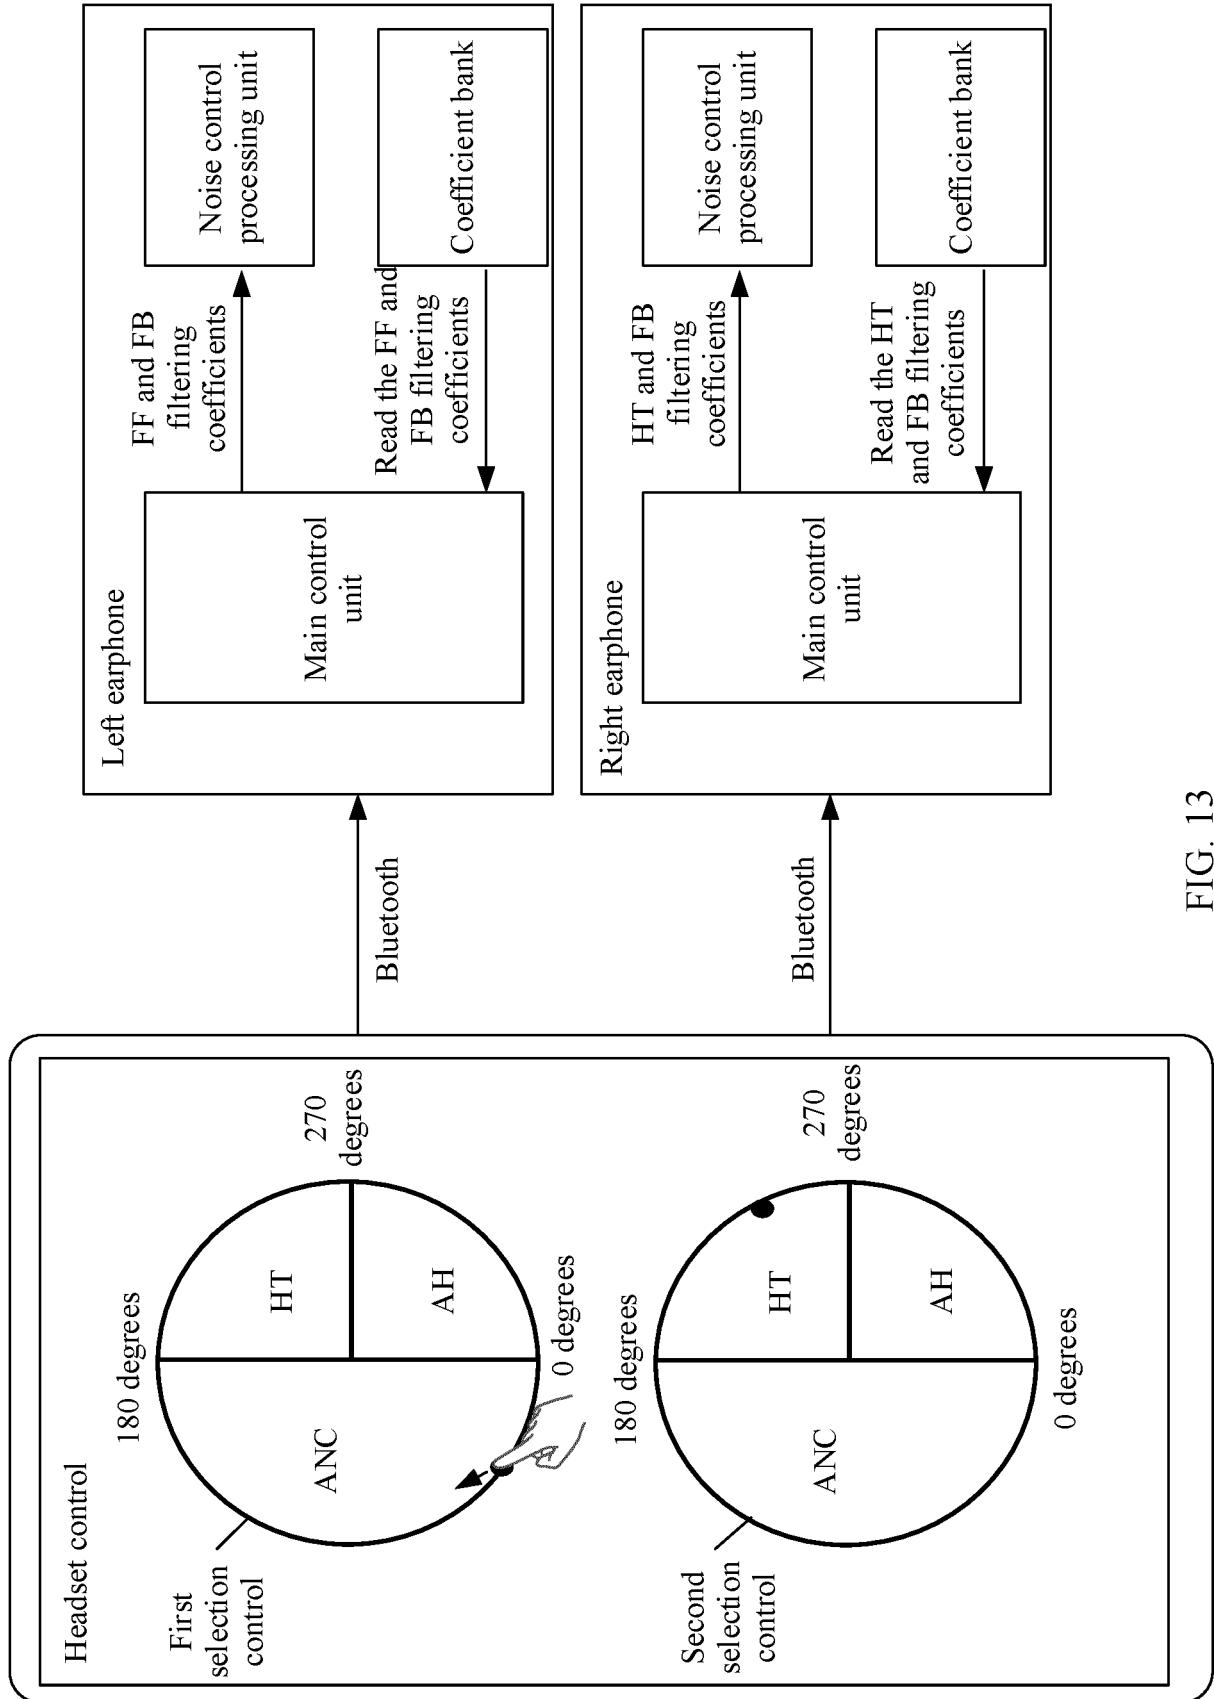 Headset control
First
selection
control
ANC
HT
AH
180 degrees
270
degrees
0 degrees
Second
selection
control
ANC
HT
AH
180 degrees
270
degrees
0 degrees
Bluetooth
Bluetooth
Left earphone
Main control
unit
FF and FB
filtering
coefficients
Read the FF and
FB filtering
coefficients
Noise control
processing unit
Coefficient bank
Right earphone
Main control
unit
HT and FB
filtering
coefficients
Read the HT
and FB filtering
coefficients
Noise control
processing unit
Coefficient bank
FIG. 13